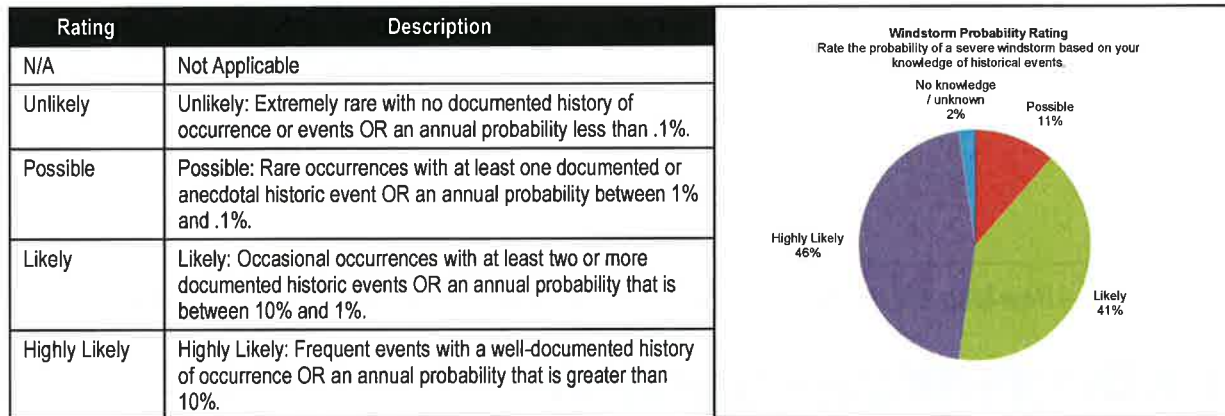 Rating Description
N/A Not Applicable
Unlikely Unlikely: Extremely rare with no documented history of
occurrence or events OR an annual probability less than .1%.
Possible Possible: Rare occurrences with at least one documented or
anecdotal historic event OR an annual probability between 1%
and .1%.
Likely Likely: Occasional occurrences with at least two or more
documented historic events OR an annual probability that is
between 10% and 1%.
Highly Likely Highly Likely: Frequent events with a well-documented history
of occurrence OR an annual probability that is greater than
10%.
Windstorm Probability Rating
Rate the probability of a severe windstorm based on your
knowledge of historical events.
No knowledge
/ unknown
2%
Possible
11%
Highly Likely
46%
Likely
41%